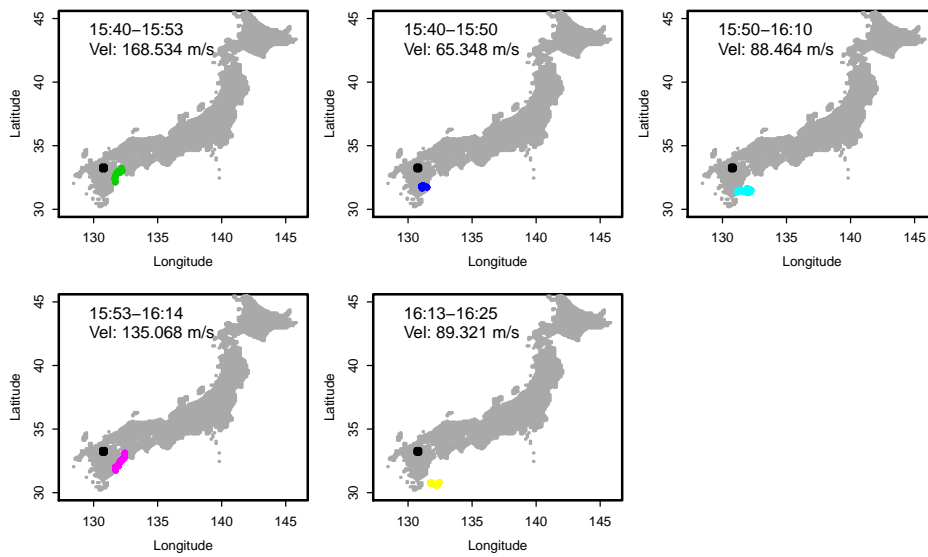 15:40−15:53
Vel: 168.534 m/s
45
40
35
30
Latitude
130 135 140 145
Longitude
15:40−15:50
Vel: 65.348 m/s
45
40
35
30
Latitude
130 135 140 145
Longitude
15:50−16:10
Vel: 88.464 m/s
45
40
35
30
Latitude
130 135 140 145
Longitude
15:53−16:14
Vel: 135.068 m/s
45
40
35
30
Latitude
130 135 140 145
Longitude
16:13−16:25
Vel: 89.321 m/s
45
40
35
30
Latitude
130 135 140 145
Longitude